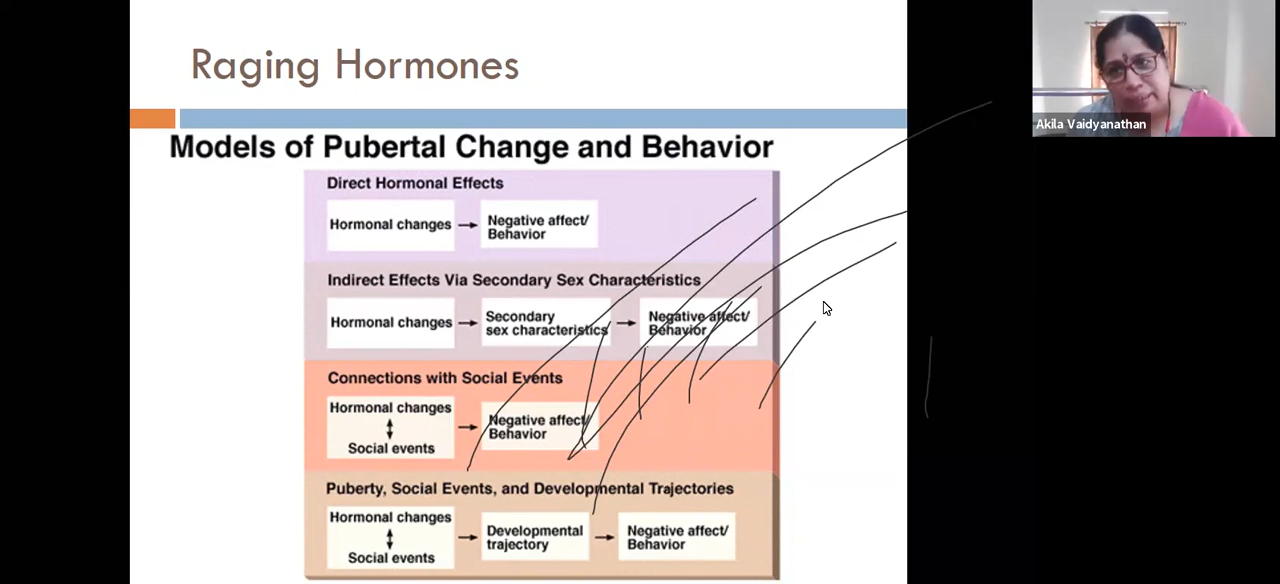 Raging Hormones
Akila Vaidyanathan
Models of Pubertal Change and Behavior
Direct Hormonal Effects
Hormonal changes
Negative affect/
Behavior
Indirect Effects Via Secondary Sex Characteristics
Hormonal changes
Secondary
sex characteristics
Negative affect/
Behavior
Connections with Social Events
Hormonal changes
Social events
Negative affect/
Behavior
Puberty, Social Events, and Developmental Trajectories
Hormonal changes
Social events
Developmental
trajectory
Negative affect/
Behavior